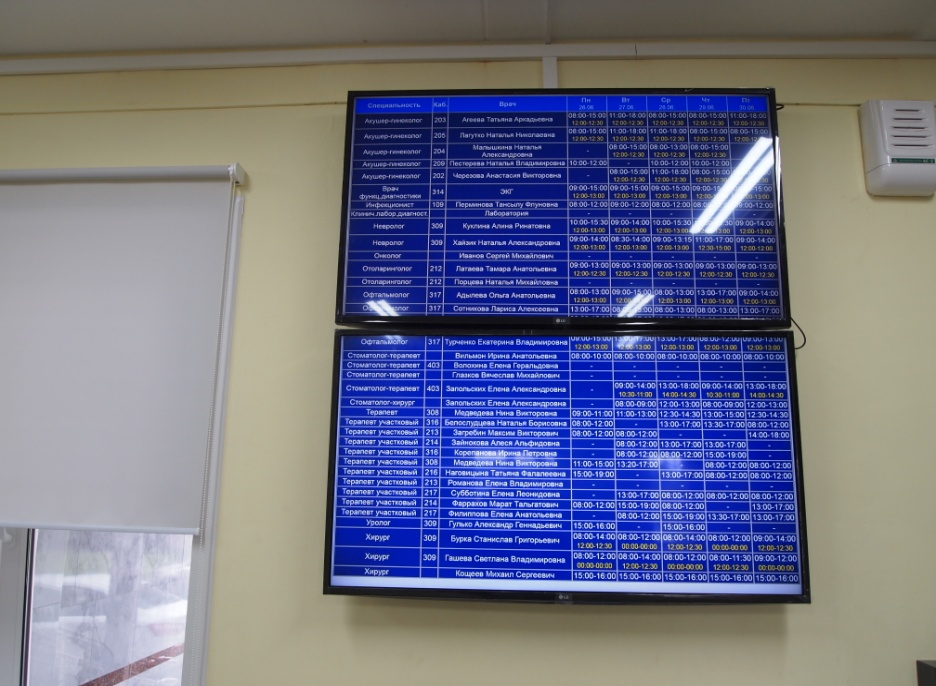 Специальность Каб. Врач Пн Вт Ср Чт Пт
26.06. 27.06. 28.06. 29.06. 30.06.
Акушер-гинеколог 203 Агеева Татьяна Аркадьевна 08:00-15:00 11:00-18:00 08:00-15:00 08:00-15:00 11:00-18:00
12:00-12:30 12:00-12:30 12:00-12:30 12:00-12:30 12:00-12:30
Акушер-гинеколог 205 Лагутко Наталья Николаевна 08:00-15:00 08:00-15:00 11:00-18:00 08:00-15:00 08:00-15:00
12:00-12:30 12:00-12:30 12:00-12:30 12:00-12:30 12:00-12:30
Акушер-гинеколог 204 Малышкина Наталья - 08:00-15:00 08:00-13:00 08:00-15:00
Александровна 12:00-12:30 12:00-12:30 12:00-12:30
Акушер-гинеколог 209 Пестерева Наталья Владимировна 10:00-12:00 - 10:00-12:00 10:00-12:00
Акушер-гинеколог 202 Черезова Анастасия Викторовна - 08:00-15:00 11:00-18:00 08:00-15:00
12:00-12:30 12:00-12:30 12:00-12:30
Врач 314 ЭКГ 09:00-15:00 09:00-15:00 09:00-15:00 09:00-15:00
функц.диагностики 12:00-13:00 12:00-13:00 12:00-13:00
Инфекционист 109 Перминова Тансылу Флуновна 08:00-12:00 09:00-12:00 08:00-12:00 09:00-12:00
Клинич.лабор.диагност. Лаборатория - - - - -
Невролог 309 Куклина Алина Ринатовна 10:00-15:30 09:00-14:00 10:00-15:30 09:00-14:00
12:00-13:00 12:00-13:00 12:00-13:00 12:00-13:00
Невролог 309 Хайзик Наталья Александровна 09:00-14:00 08:30-14:00 09:00-13:15 11:00-17:00 09:00-14:00
12:00-13:00 12:00-13:00 12:00-12:30 12:00-13:00 12:00-13:00
Онколог Иванов Сергей Михайлович - - - - -
Отоларинголог 212 Латаева Тамара Анатольевна 09:00-13:00 09:00-13:00 09:00-13:00 09:00-13:00 09:00-13:00
12:00-12:30 12:00-12:30 12:00-12:30 12:00-12:30 12:00-12:30
Отоларинголог 212 Порцева Наталья Михайловна - - - - -
Офтальмолог 317 Адылева Ольга Анатольевна 08:00-13:00 09:00-15:00 08:00-13:00 13:00-17:00 09:00-14:00
12:00-13:00 12:00-13:00 12:00-13:00 12:00-13:00
317 Сотникова Лариса Алексеевна 13:00-17:00 08:00-13:00 08:00-13:00 13:00-17:00
LG
Офтальмолог 317 Турченко Екатерина Владимировна 09:00-15:00 13:00-17:00 13:00-17:00 08:00-12:00 09:00-13:00
12:00-13:00 12:00-13:00 12:00-13:00 12:00-13:00 12:00-13:00
Стоматолог-терапевт Вильмон Ирина Анатольевна 08:00-10:00 08:00-10:00 08:00-10:00 08:00-10:00 08:00-10:00
Стоматолог-терапевт 403 Волохина Елена Геральдовна - - - - -
Стоматолог-терапевт Глазков Вячеслав Михайлович - - - - -
Стоматолог-терапевт 403 Запольских Елена Александровна - 09:00-14:00 13:00-18:00 09:00-14:00 13:00-18:00
10:30-11:00 14:00-14:30 10:30-11:00 14:00-14:30
Стоматолог-хирург Запольских Елена Александровна - 08:00-09:00 12:00-13:00 08:00-09:00 12:00-13:00
Терапевт 308 Медведева Нина Викторовна 09:00-11:00 11:00-13:00 12:30-14:30 13:00-15:00 12:30-14:30
Терапевт участковый 316 Белослудцева Наталья Борисовна 08:00-12:00 - 13:00-17:00 13:30-17:00 08:00-12:00
Терапевт участковый 213 Загребин Максим Викторович 08:00-12:00 08:00-12:00 - - 14:00-18:00
Терапевт участковый 214 Зайнокова Алеся Альфидовна - 08:00-12:00 13:00-17:00 13:00-17:00 -
Терапевт участковый 316 Корепанова Ирина Петровна - 08:00-12:00 08:00-12:00 15:00-19:00 -
Терапевт участковый 308 Медведева Нина Викторовна 11:00-15:00 13:20-17:00 - 08:00-12:00 08:00-12:00
Терапевт участковый 216 Наговицына Татьяна Фалалеевна 15:00-19:00 - 13:00-17:00 08:00-12:00 08:00-12:00
Терапевт участковый 213 Романова Елена Владимировна - - - - -
Терапевт участковый 217 Субботина Елена Леонидовна - 13:00-17:00 08:00-12:00 08:00-12:00 08:00-12:00
Терапевт участковый 214 Фаррахов Марат Тальгатович 08:00-12:00 15:00-19:00 08:00-12:00 - 13:00-17:00
Терапевт участковый 217 Филиппова Елена Анатольевна - 08:00-12:00 15:00-19:00 13:30-17:00 13:00-17:00
Уролог 309 Гулько Александр Геннадьевич 15:00-16:00 - 15:00-16:00 - -
Хирург 309 Бурка Станислав Григорьевич 08:00-14:00 08:00-12:00 08:00-14:00 08:00-12:00 09:00-14:00
12:00-12:30 00:00-00:00 12:00-12:30 00:00-00:00 12:00-12:30
Хирург 309 Гашева Светлана Владимировна 08:00-12:00 08:00-14:00 08:00-12:00 08:00-11:30 09:00-12:00
00:00-00:00 12:00-12:30 00:00-00:00 12:00-12:30 00:00-00:00
Хирург Кощеев Михаил Сергеевич 15:00-16:00 15:00-16:00 15:00-16:00 15:00-16:00 15:00-16:00
LG